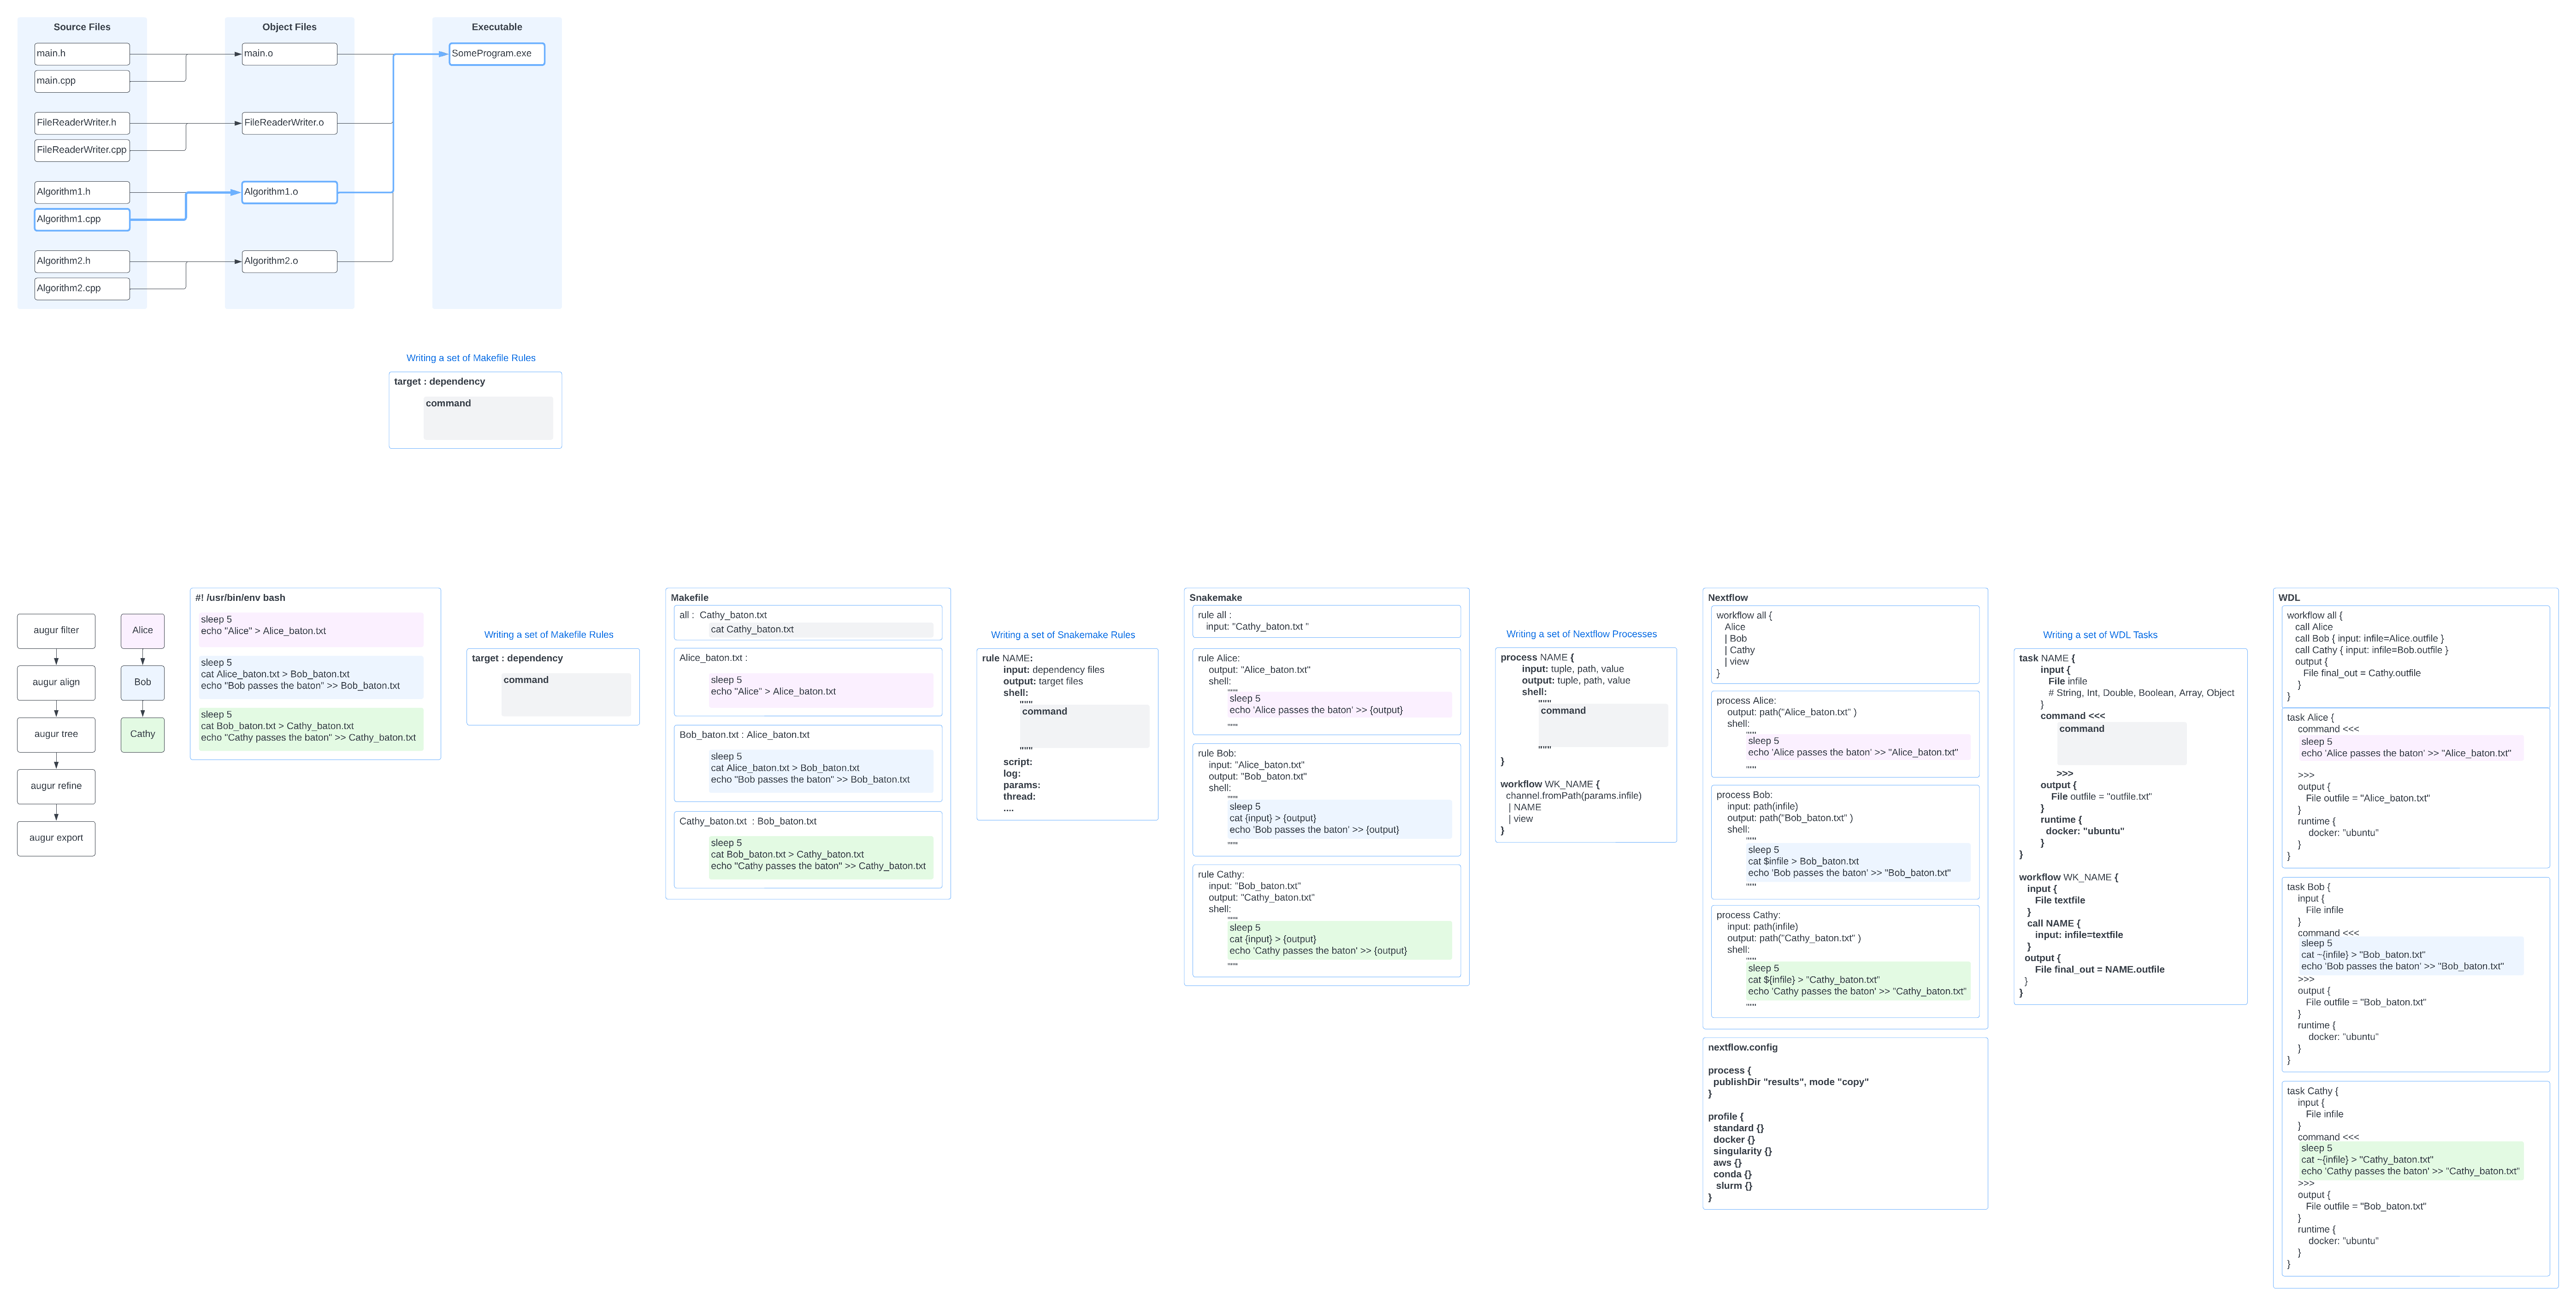 Source Files
main.h
main.cpp
FileReaderWriter.h
FileReaderWriter.cpp
Algorithm1.h
Algorithm1.cpp
Algorithm2.h
Algorithm2.cpp
Object Files
main.o
FileReaderWriter.o
Algorithm1.o
Algorithm2.o
Executable
SomeProgram.exe
Writing a set of Makefile Rules
target : dependency
command
augur filter
augur align
augur tree
augur refine
augur export
Alice
Bob
Cathy
#! /usr/bin/env bash
sleep 5
echo "Alice" > Alice_baton.txt
sleep 5
cat Alice_baton.txt > Bob_baton.txt
echo "Bob passes the baton" >> Bob_baton.txt
sleep 5
cat Bob_baton.txt > Cathy_baton.txt
echo "Cathy passes the baton" >> Cathy_baton.txt
Writing a set of Makefile Rules
target : dependency
command
Makefile
all : Cathy_baton.txt
cat Cathy_baton.txt
Alice_baton.txt :
sleep 5
echo "Alice" > Alice_baton.txt
Bob_baton.txt : Alice_baton.txt
sleep 5
cat Alice_baton.txt > Bob_baton.txt
echo "Bob passes the baton" >> Bob_baton.txt
Cathy_baton.txt : Bob_baton.txt
sleep 5
cat Bob_baton.txt > Cathy_baton.txt
echo "Cathy passes the baton" >> Cathy_baton.txt
Writing a set of Snakemake Rules
rule NAME:
input: dependency files
output: target files
shell:
"""
command
"""
script:
log:
params:
thread:
....
Snakemake
rule all :
input: "Cathy_baton.txt "
rule Alice:
output: "Alice_baton.txt"
shell:
"""
sleep 5
echo 'Alice passes the baton' >> {output}
"""
rule Bob:
input: "Alice_baton.txt"
output: "Bob_baton.txt"
shell:
"""
sleep 5
cat {input} > {output}
echo 'Bob passes the baton' >> {output}
"""
rule Cathy:
input: "Bob_baton.txt"
output: "Cathy_baton.txt"
shell:
"""
sleep 5
cat {input} > {output}
echo 'Cathy passes the baton' >> {output}
"""
Writing a set of Nextflow Processes
process NAME {
input: tuple, path, value
output: tuple, path, value
shell:
"""
command
"""
}
workflow WK_NAME {
channel.fromPath(params.infile)
| NAME
| view
}
Nextflow
workflow all {
Alice
| Bob
| Cathy
| view
}
process Alice:
output: path("Alice_baton.txt" )
shell:
"""
sleep 5
echo 'Alice passes the baton' >> "Alice_baton.txt"
"""
process Bob:
input: path(infile)
output: path("Bob_baton.txt" )
shell:
"""
sleep 5
cat $infile > Bob_baton.txt
echo 'Bob passes the baton' >> "Bob_baton.txt"
"""
process Cathy:
input: path(infile)
output: path("Cathy_baton.txt" )
shell:
"""
sleep 5
cat ${infile} > "Cathy_baton.txt"
echo 'Cathy passes the baton' >> "Cathy_baton.txt"
"""
nextflow.config
process {
publishDir "results", mode "copy"
}
profile {
standard {}
docker {}
singularity {}
aws {}
conda {}
slurm {}
}
Writing a set of WDL Tasks
task NAME {
input {
File infile
# String, Int, Double, Boolean, Array, Object
}
command <<<
command
>>>
output {
File outfile = "outfile.txt"
}
runtime {
docker: "ubuntu"
}
}
workflow WK_NAME {
input {
File textfile
}
call NAME {
input: infile=textfile
}
output {
File final_out = NAME.outfile
}
}
WDL
workflow all {
call Alice
call Bob { input: infile=Alice.outfile }
call Cathy { input: infile=Bob.outfile }
output {
File final_out = Cathy.outfile
}
}
task Alice {
command <<<
sleep 5
echo 'Alice passes the baton' >> "Alice_baton.txt"
>>>
output {
File outfile = "Alice_baton.txt"
}
runtime {
docker: "ubuntu"
}
}
task Bob {
input {
File infile
}
command <<<
sleep 5
cat ~{infile} > "Bob_baton.txt"
echo 'Bob passes the baton' >> "Bob_baton.txt"
>>>
output {
File outfile = "Bob_baton.txt"
}
runtime {
docker: "ubuntu"
}
}
task Cathy {
input {
File infile
}
command <<<
sleep 5
cat ~{infile} > "Cathy_baton.txt"
echo 'Cathy passes the baton' >> "Cathy_baton.txt"
>>>
output {
File outfile = "Bob_baton.txt"
}
runtime {
docker: "ubuntu"
}
}